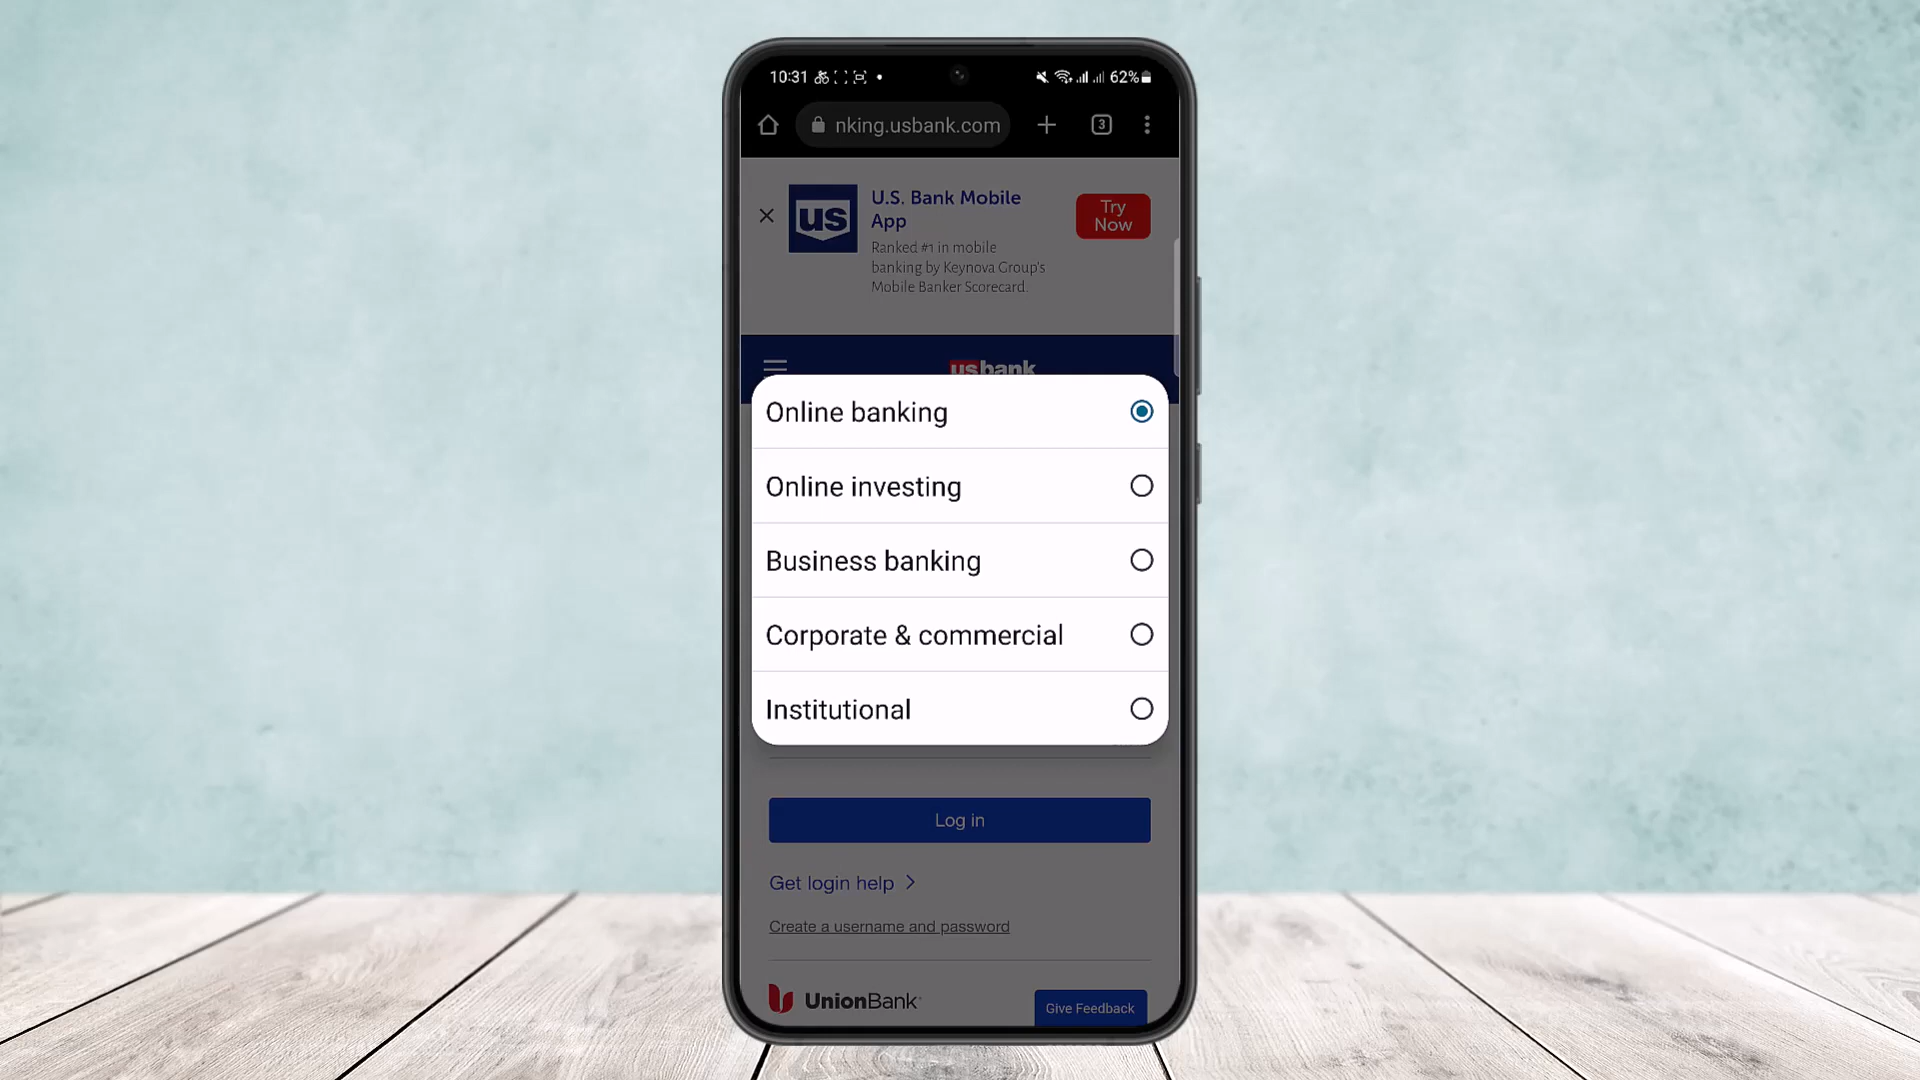 10:31
62%
nking.usbank.com
3
us
U.S. Bank Mobile
App
Ranked #1 in mobile
banking by Keynova Group's
Mobile Banker Scorecard.
Try
Now
usbank
Online banking
Online investing
Business banking
Corporate & commercial
Institutional
Log in
Get login help
Create a username and password
UnionBank
Give Feedback